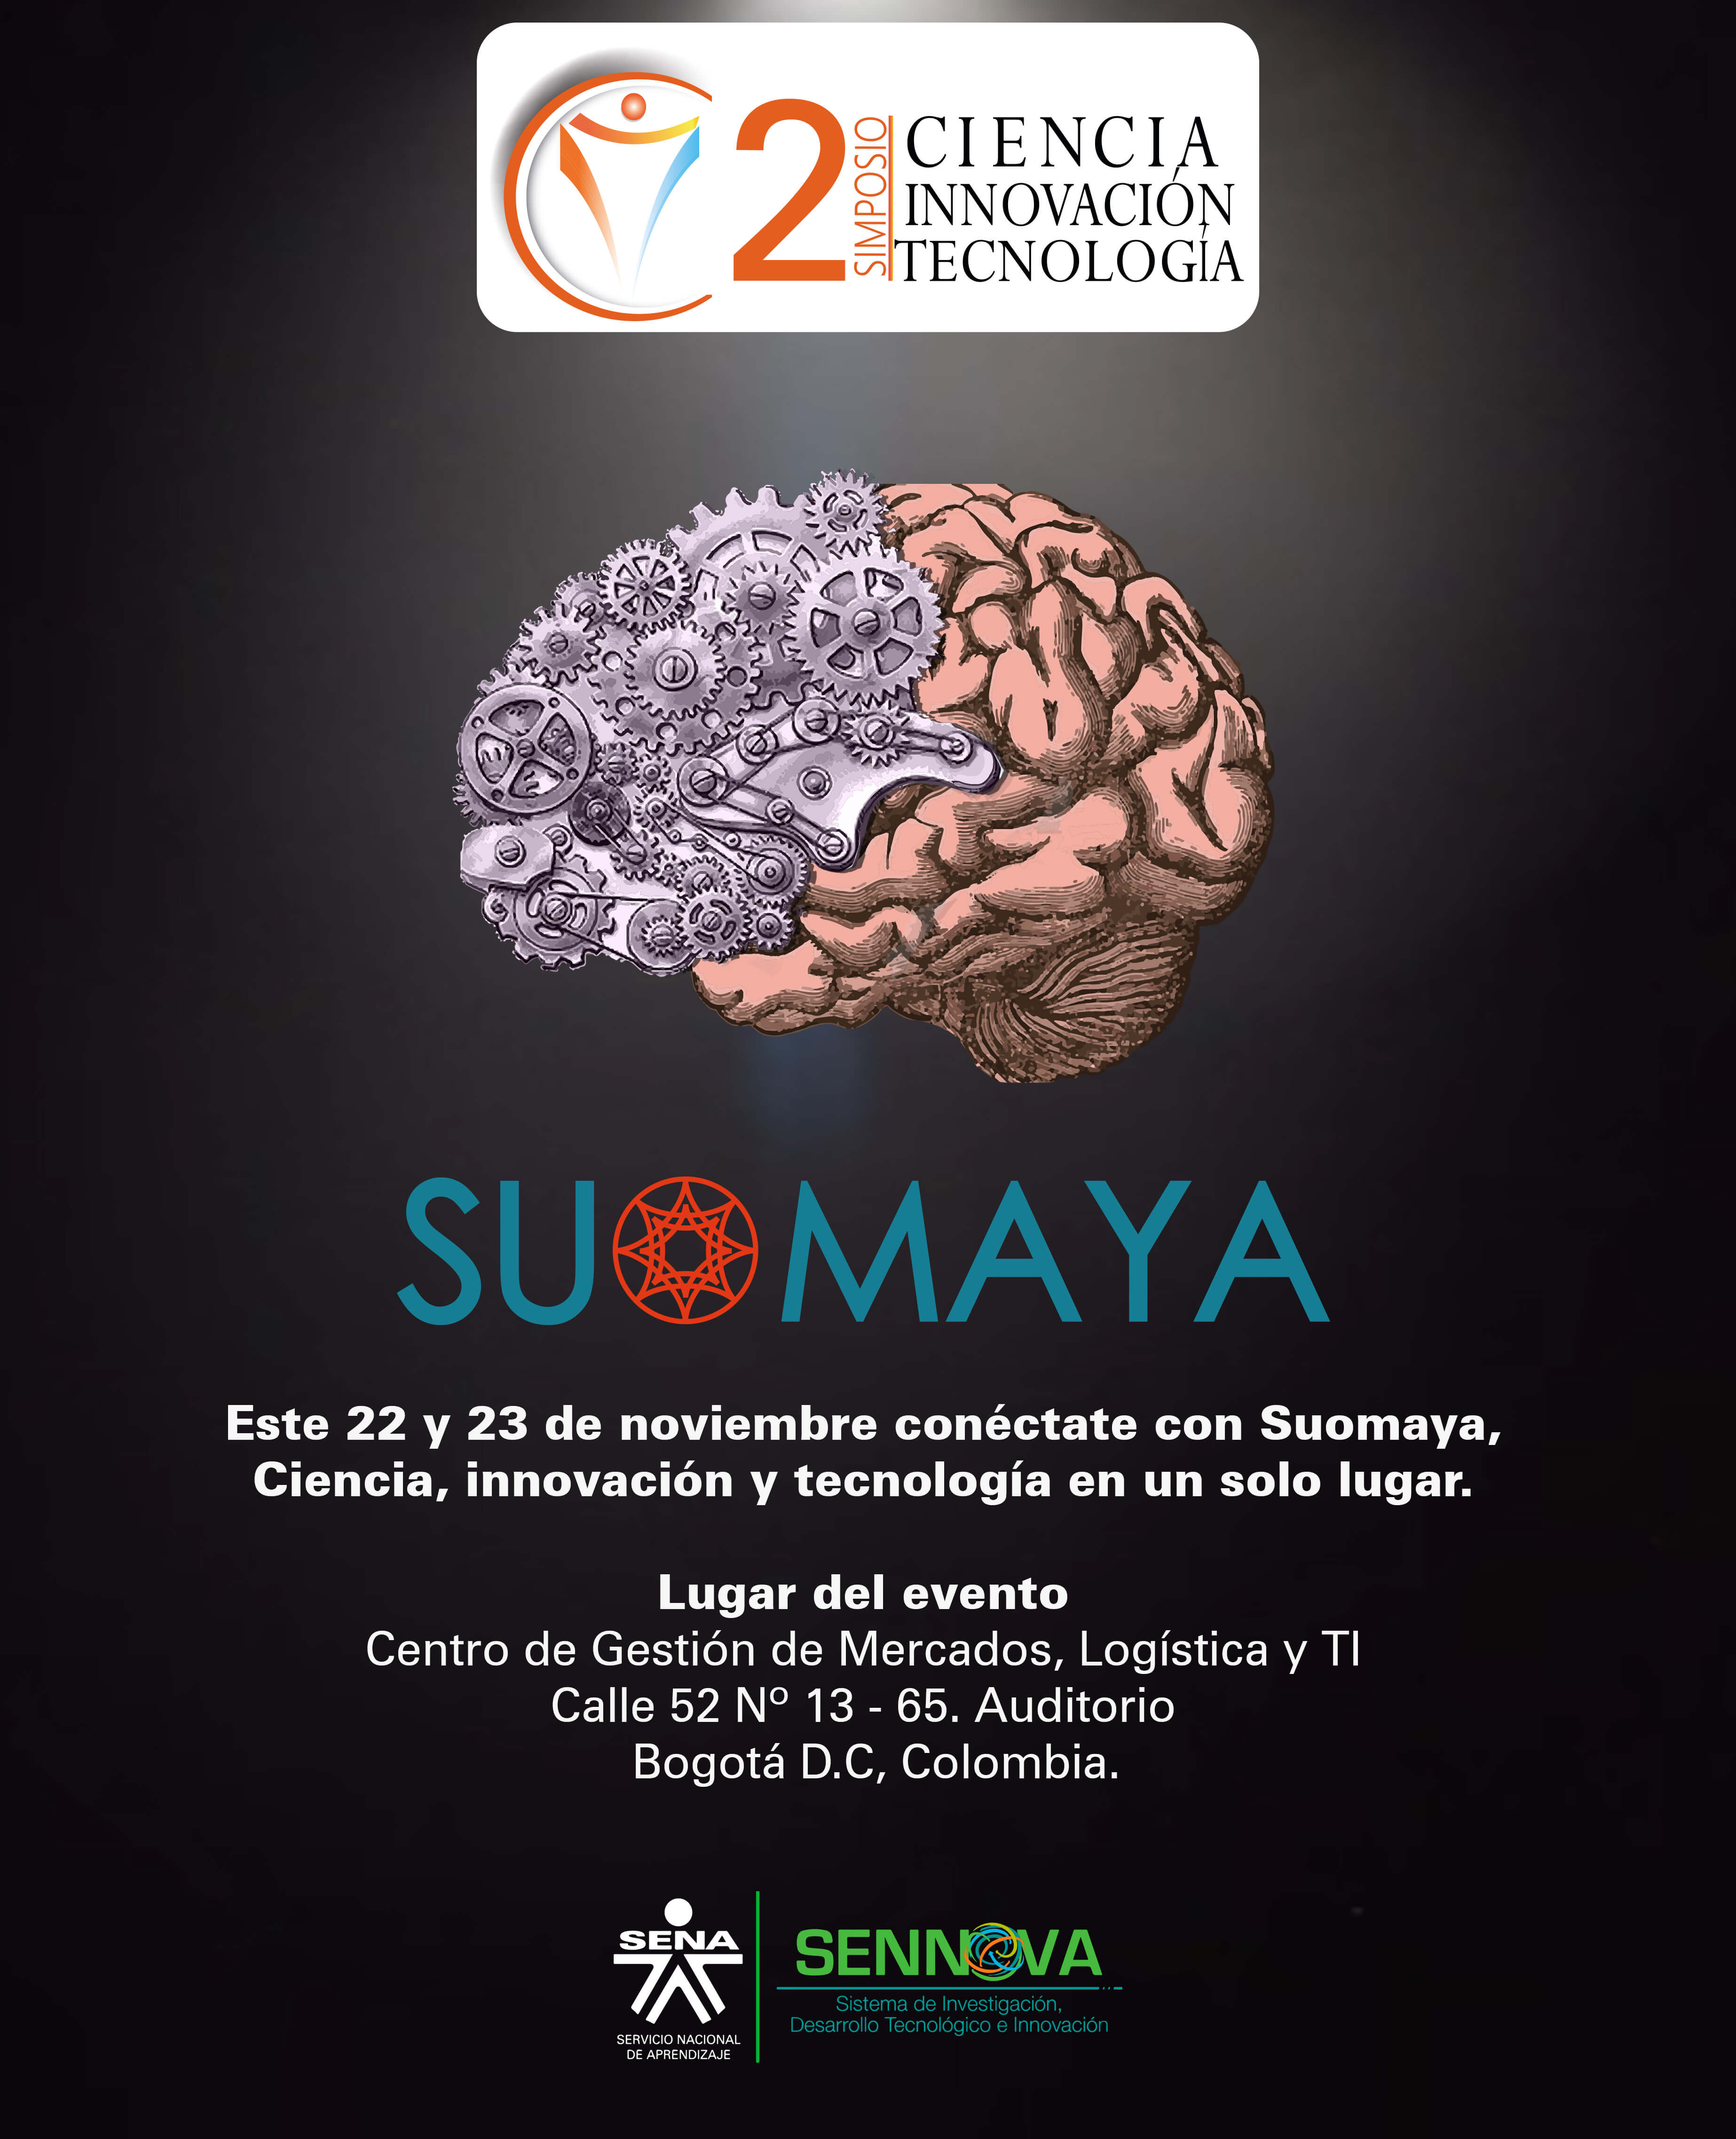 2
SIMPOSIO
CIENCIA
INNOVACIÓN
TECNOLOGÍA
SUOMAYA
Este 22 y 23 de noviembre conéctate con Suomaya,
Ciencia, innovación y tecnología en un solo lugar.
Lugar del evento
Centro de Gestión de Mercados, Logística y TI
Calle 52 Nº 13 - 65. Auditorio
Bogotá D.C, Colombia.
SENA
SERVICIO NACIONAL
DE APRENDIZAJE
SENNOVA
Sistema de Investigación,
Desarrollo Tecnológico e Innovación